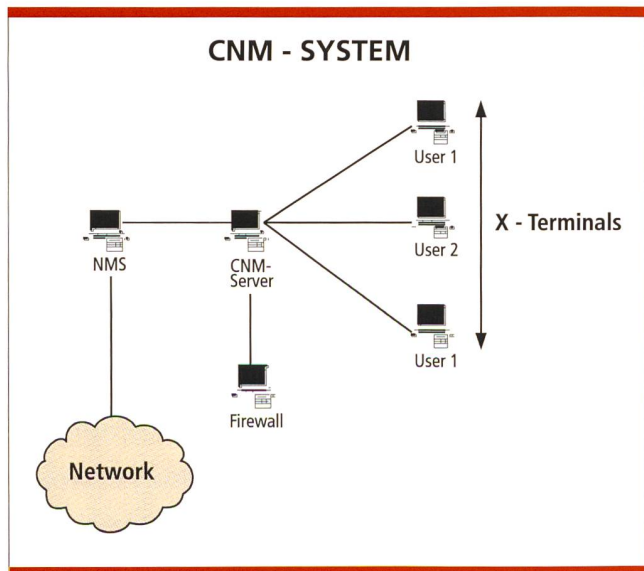 CNM - SYSTEM
User 1
X - Terminals
User 2
NMS
CNM-
Server
User 1
Firewall
Network